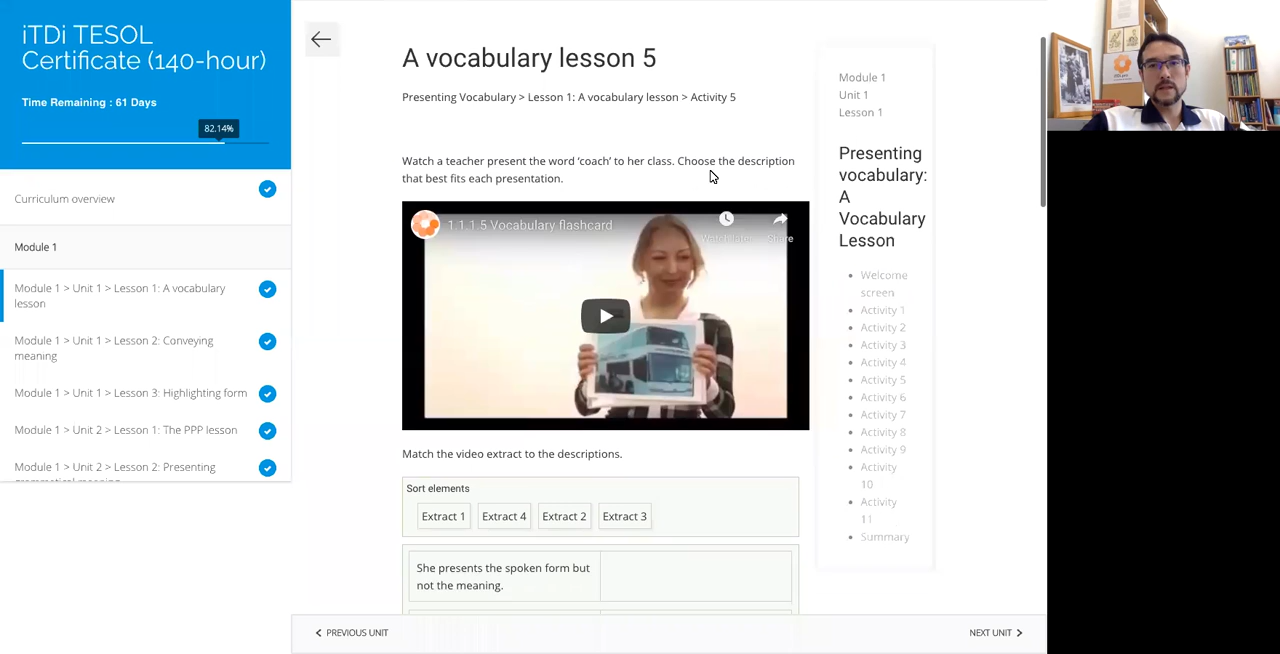 iTDi TESOL
Certificate (140-hour)
Time Remaining : 61 Days
82.14%
Curriculum overview
Module 1
Module 1 > Unit 1 > Lesson 1: A vocabulary
lesson
Module 1 > Unit 1 > Lesson 2: Conveying
meaning
Module 1 > Unit 1 > Lesson 3: Highlighting form
Module 1 > Unit 2 > Lesson 1: The PPP lesson
Module 1 > Unit 2 > Lesson 2: Presenting
grammatical meaning
A vocabulary lesson 5
Presenting Vocabulary > Lesson 1: A vocabulary lesson > Activity 5
Watch a teacher present the word ‘coach’ to her class. Choose the description
that best fits each presentation.
1.1.1.5 Vocabulary flashcard
Watch later
Share
Match the video extract to the descriptions.
Sort elements
Extract 1
Extract 4
Extract 2
Extract 3
She presents the spoken form but
not the meaning.
PREVIOUS UNIT
NEXT UNIT
Module 1
Unit 1
Lesson 1
Presenting
vocabulary:
A
Vocabulary
Lesson
Welcome
screen
Activity 1
Activity 2
Activity 3
Activity 4
Activity 5
Activity 6
Activity 7
Activity 8
Activity 9
Activity
10
Activity
11
Summary